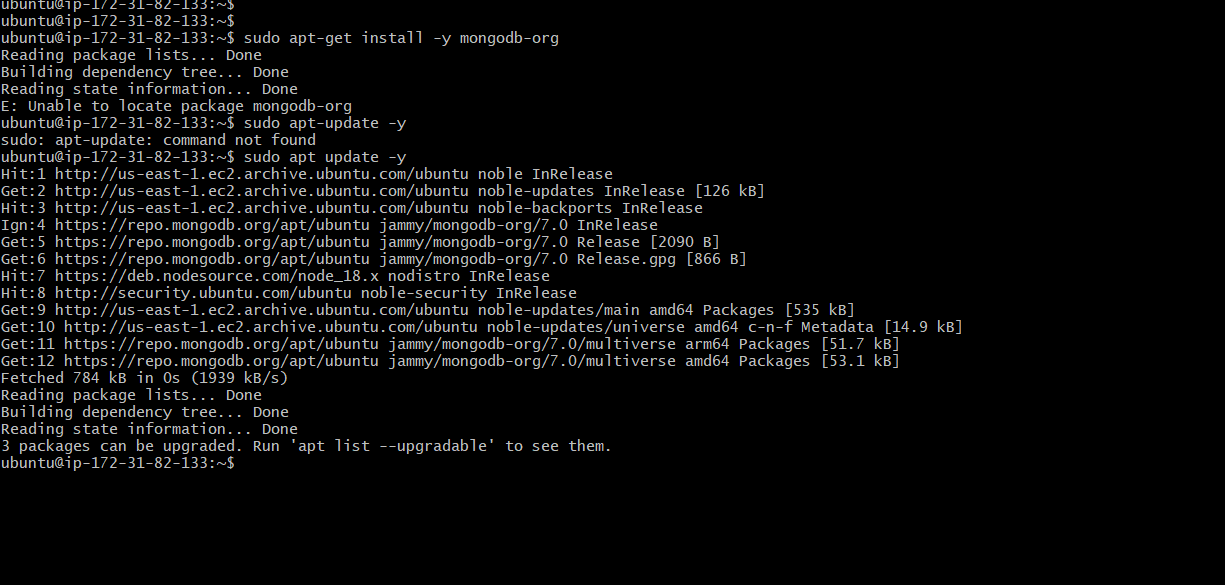 ubuntu@ip-172-31-82-133:~$
ubuntu@ip-172-31-82-133:~$
ubuntu@ip-172-31-82-133:~$ sudo apt-get install -y mongodb-org
Reading package lists... Done
Building dependency tree... Done
Reading state information... Done
E: Unable to locate package mongodb-org
ubuntu@ip-172-31-82-133:~$ sudo apt-update -y
sudo: apt-update: command not found
ubuntu@ip-172-31-82-133:~$ sudo apt update -y
Hit:1 http://us-east-1.ec2.archive.ubuntu.com/ubuntu noble InRelease
Get:2 http://us-east-1.ec2.archive.ubuntu.com/ubuntu noble-updates InRelease [126 kB]
Hit:3 http://us-east-1.ec2.archive.ubuntu.com/ubuntu noble-backports InRelease
Ign:4 https://repo.mongodb.org/apt/ubuntu jammy/mongodb-org/7.0 InRelease
Get:5 https://repo.mongodb.org/apt/ubuntu jammy/mongodb-org/7.0 Release [2090 B]
Get:6 https://repo.mongodb.org/apt/ubuntu jammy/mongodb-org/7.0 Release.gpg [866 B]
Hit:7 https://deb.nodesource.com/node_18.x nodistro InRelease
Hit:8 http://security.ubuntu.com/ubuntu noble-security InRelease
Get:9 http://us-east-1.ec2.archive.ubuntu.com/ubuntu noble-updates/main amd64 Packages [535 kB]
Get:10 http://us-east-1.ec2.archive.ubuntu.com/ubuntu noble-updates/universe amd64 c-n-f Metadata [14.9 kB]
Get:11 https://repo.mongodb.org/apt/ubuntu jammy/mongodb-org/7.0/multiverse arm64 Packages [51.7 kB]
Get:12 https://repo.mongodb.org/apt/ubuntu jammy/mongodb-org/7.0/multiverse amd64 Packages [53.1 kB]
Fetched 784 kB in 0s (1939 kB/s)
Reading package lists... Done
Building dependency tree... Done
Reading state information... Done
3 packages can be upgraded. Run 'apt list --upgradable' to see them.
ubuntu@ip-172-31-82-133:~$